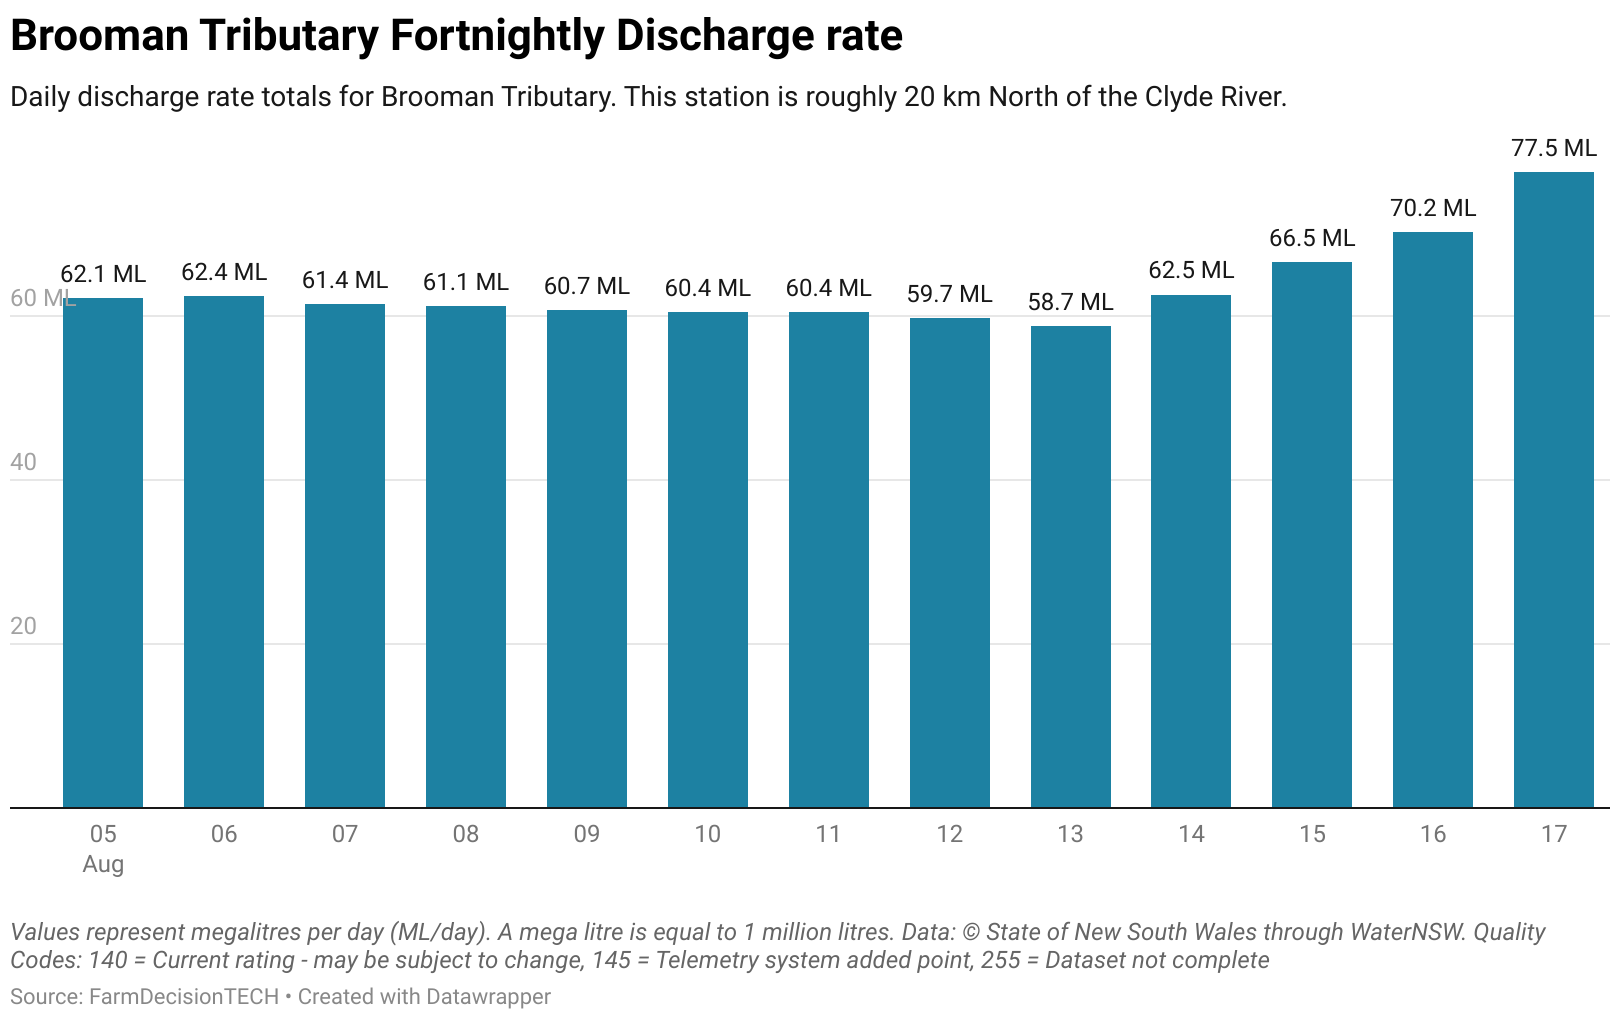 Brooman Tributary Fortnightly Discharge rate
Daily discharge rate totals for Brooman Tributary. This station is roughly 20 km North of the Clyde River.
77.5 ML
70.2 ML
66.5 ML
62.1 ML 62.4 ML 61.4 ML 61.1 ML 60.7 ML 60.4 ML 60.4 ML 59.7 ML 58.7 ML 62.5 ML
60 ML
40
20
05 06 07 08 09 10 11 12 13 14 15 16 17
Aug
Values represent megalitres per day (ML/day). A mega litre is equal to 1 million litres. Data: © State of New South Wales through WaterNSW. Quality
Codes: 140 = Current rating - may be subject to change, 145 = Telemetry system added point, 255 = Dataset not complete
Source: FarmDecisionTECH • Created with Datawrapper